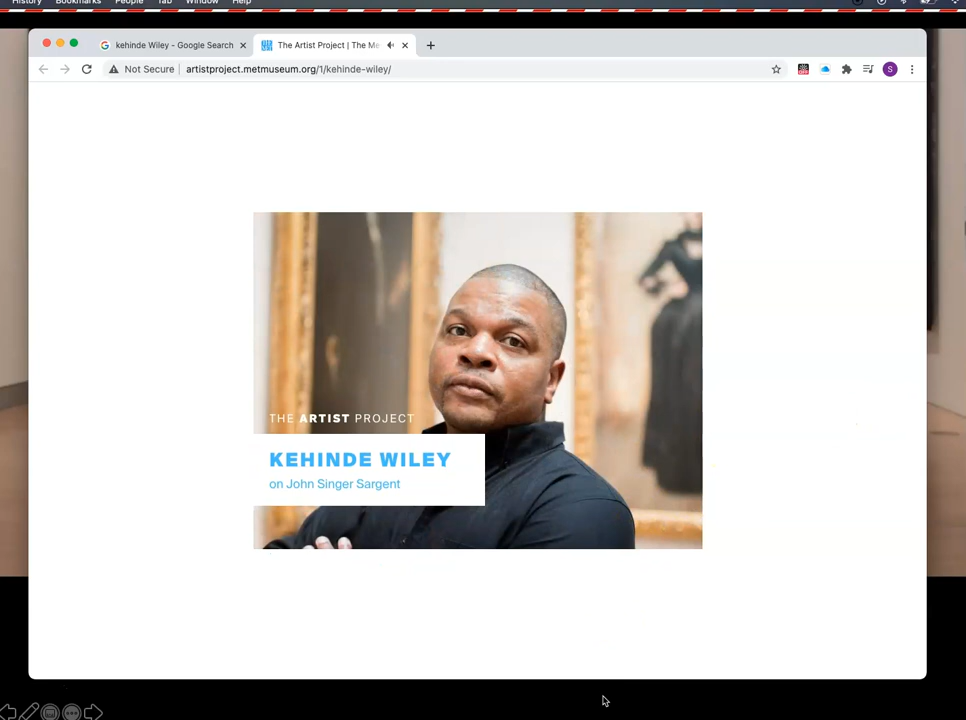 History Bookmarks People Tab Window Help
kehinde Wiley - Google Search
The Artist Project | The Me
Not Secure
artistproject.metmuseum.org/1/kehinde-wiley/
OFF
S
THE ARTIST PROJECT
KEHINDE WILEY
on John Singer Sargent